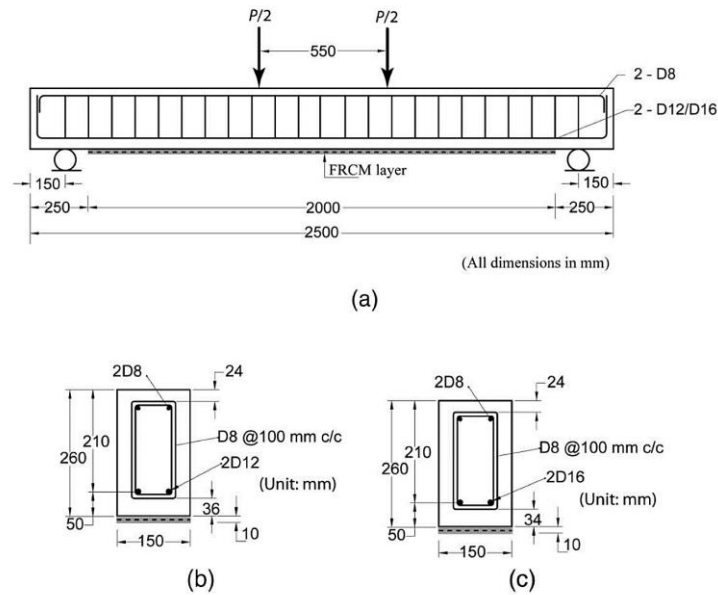 P/2 P/2
550
2 - D8
2 - D12/D16
FRCM layer
150 150
250 2000 250
2500
(All dimensions in mm)
(a)
2D8 24
210 D8 @100 mm c/c
260
2D12
(Unit: mm)
36
50
10
150
(b)
2D8 24
210 D8 @100 mm c/c
260
2D16
(Unit: mm)
34
50
10
150
(c)